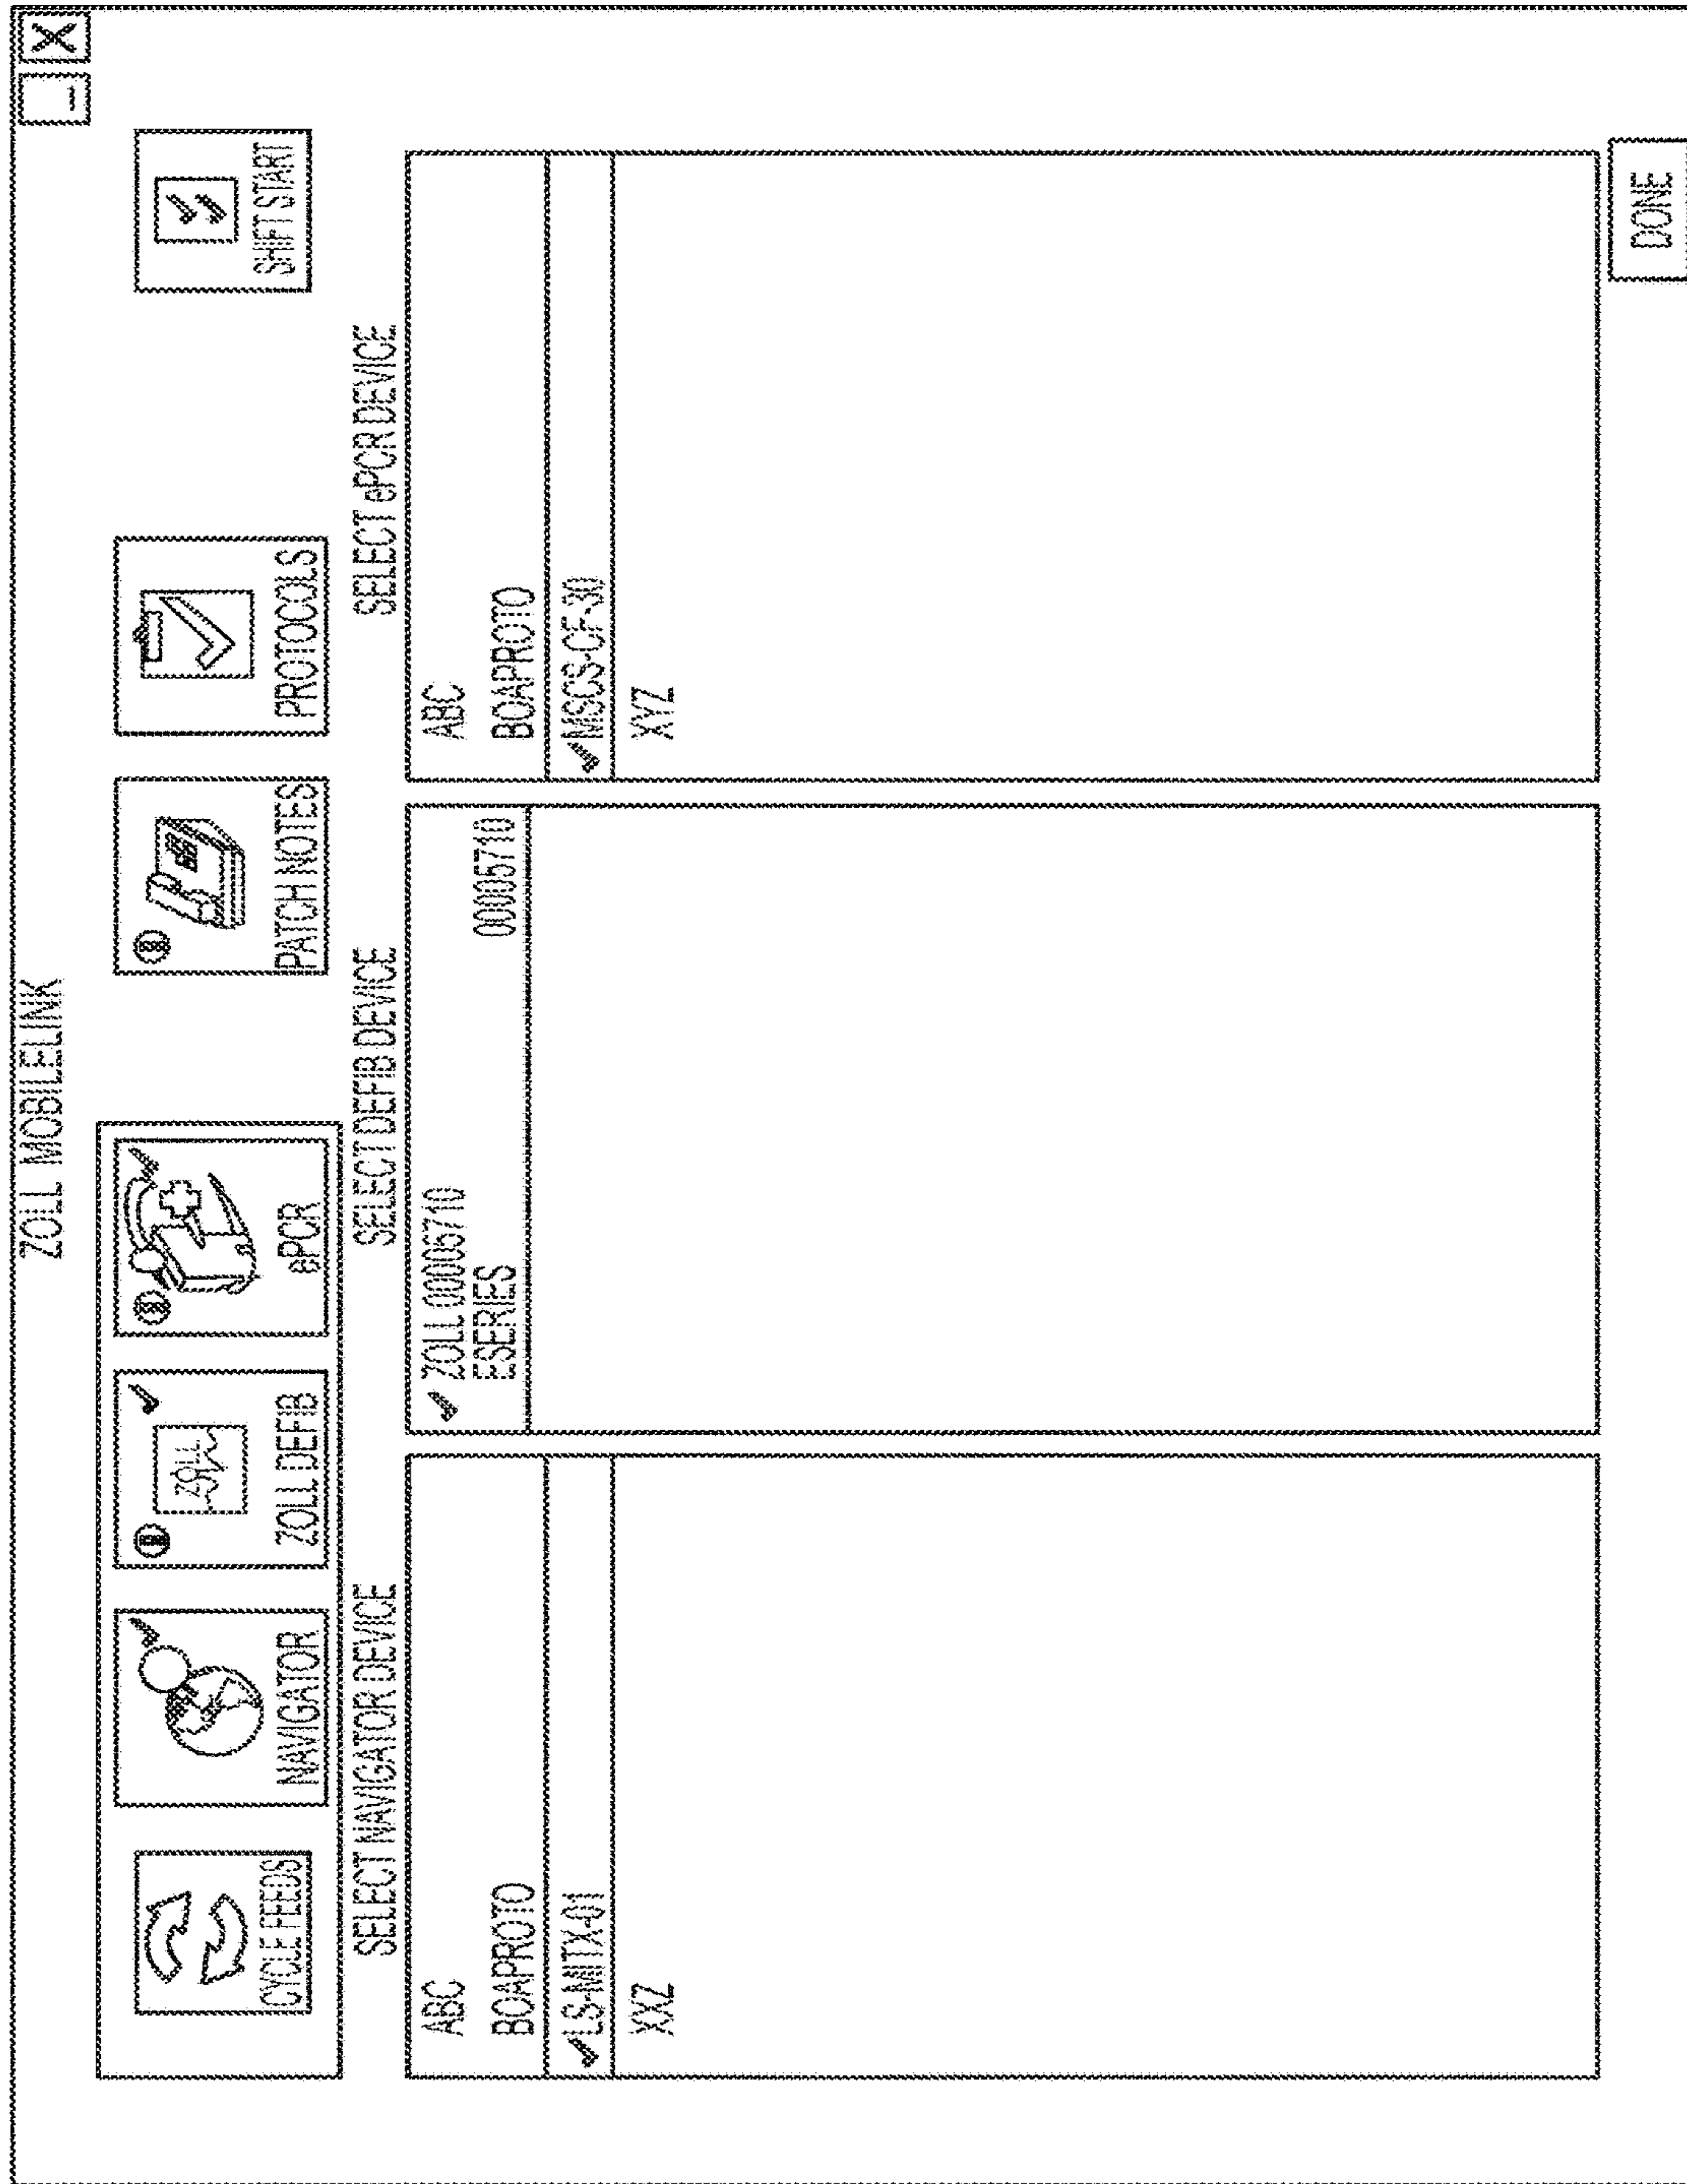 ZOLL MOBILELINK
CYCLE FEEDS
NAVIGATOR
ZOLL
ZOLL DEFIB
ePCR
PATCH NOTES
PROTOCOLS
SHIFT START
SELECT NAVIGATOR DEVICE
ABC
BOAPROTO
LS-MITX-01
XXZ
SELECT DEFIB DEVICE
ZOLL 00005710
ESERIES 00005710
SELECT ePCR DEVICE
ABC
BOAPROTO
MSCS-CF-30
XYZ
DONE